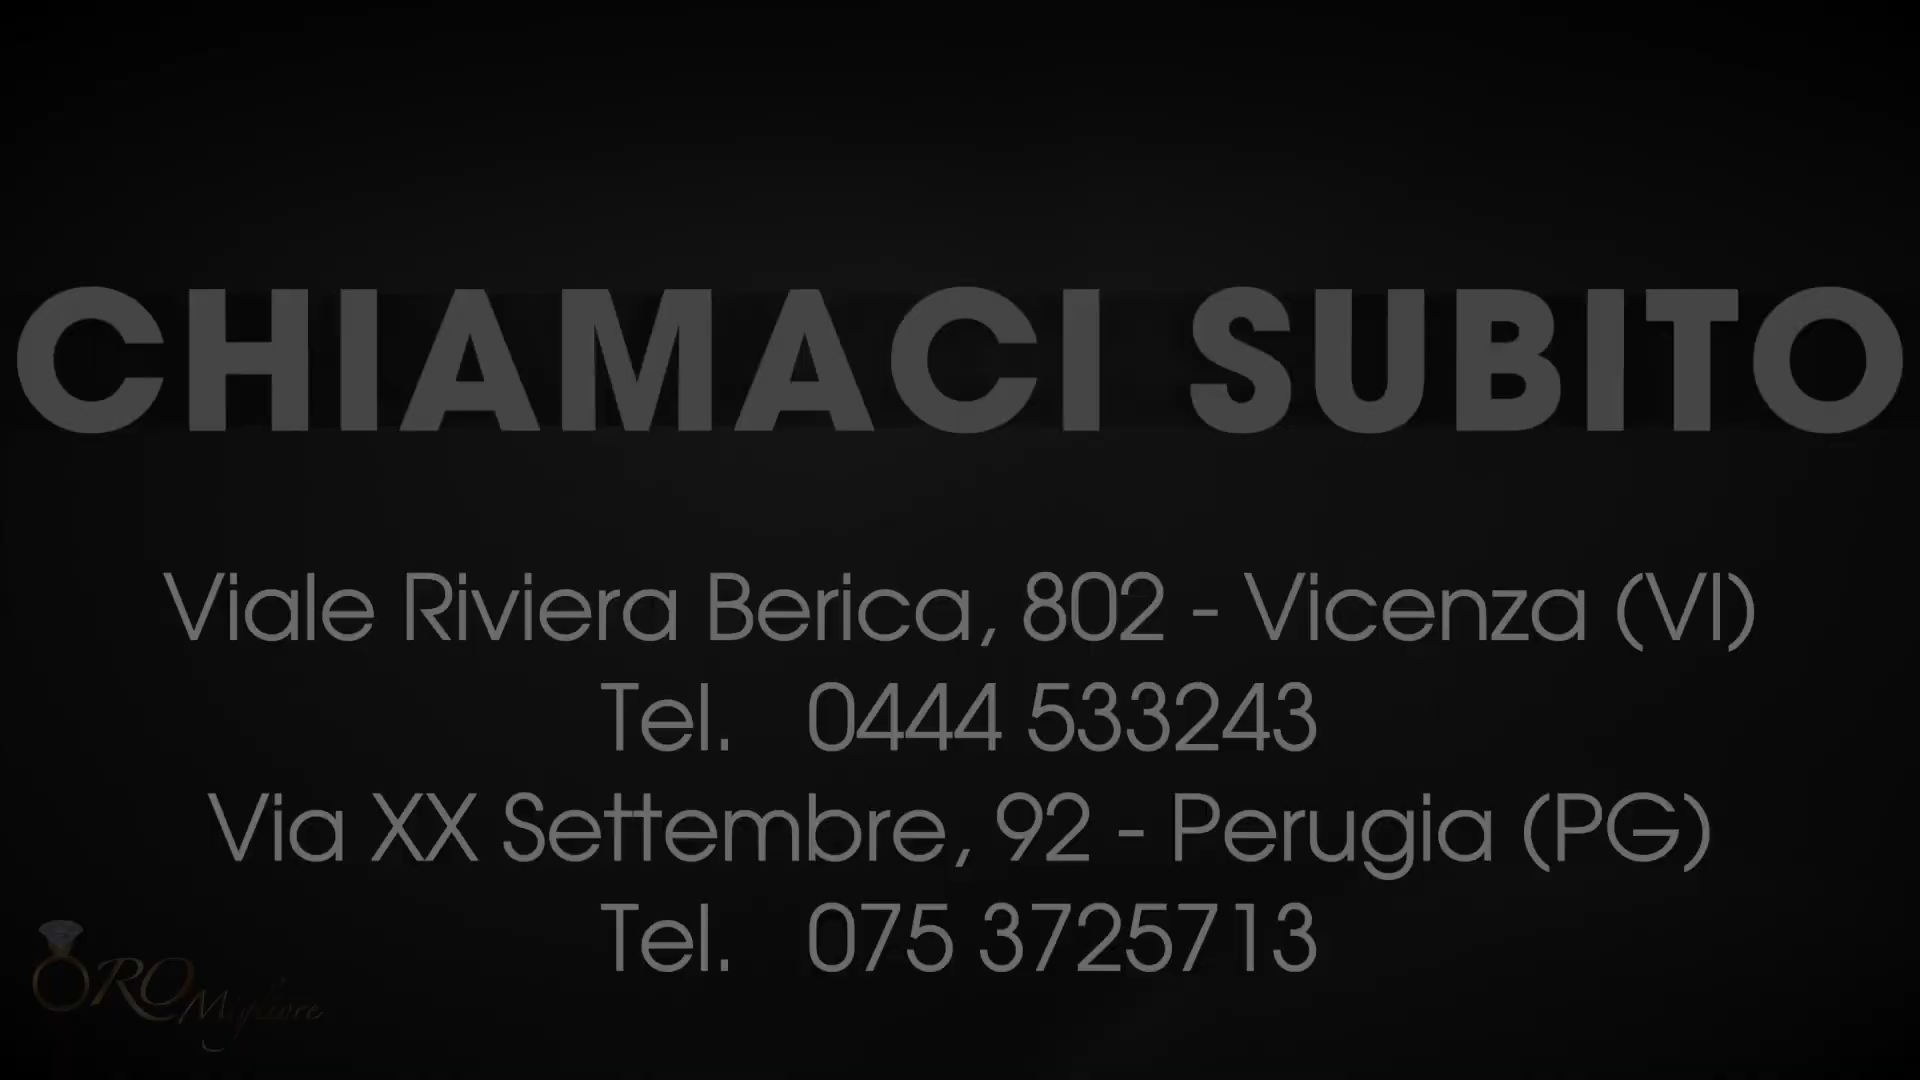 CHIAMACI SUBITO
Viale Riviera Berica, 802 - Vicenza (VI)
Tel. 0444 533243
Via XX Settembre, 92 - Perugia (PG)
Tel. 075 3725713
ORO
Migliore